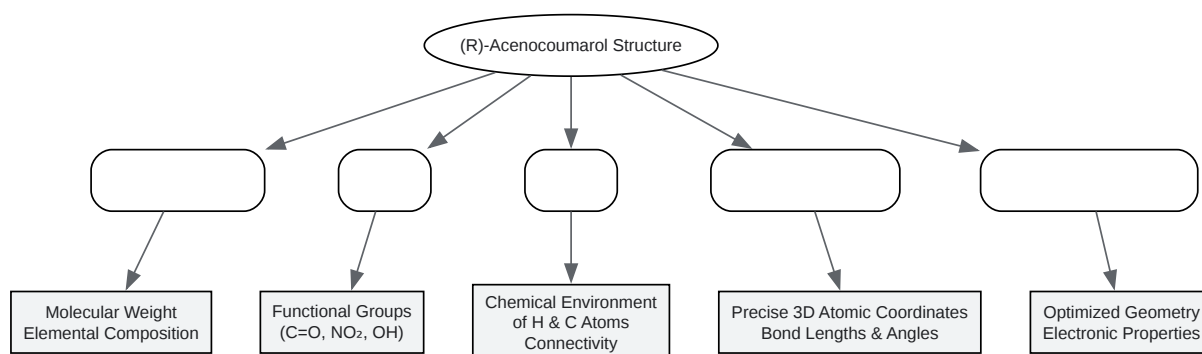 (R)-Acenocoumarol Structure
Molecular Weight
Elemental Composition
Functional Groups
(C=O, NO₂, OH)
Chemical Environment
of H & C Atoms
Connectivity
Precise 3D Atomic Coordinates
Bond Lengths & Angles
Optimized Geometry
Electronic Properties